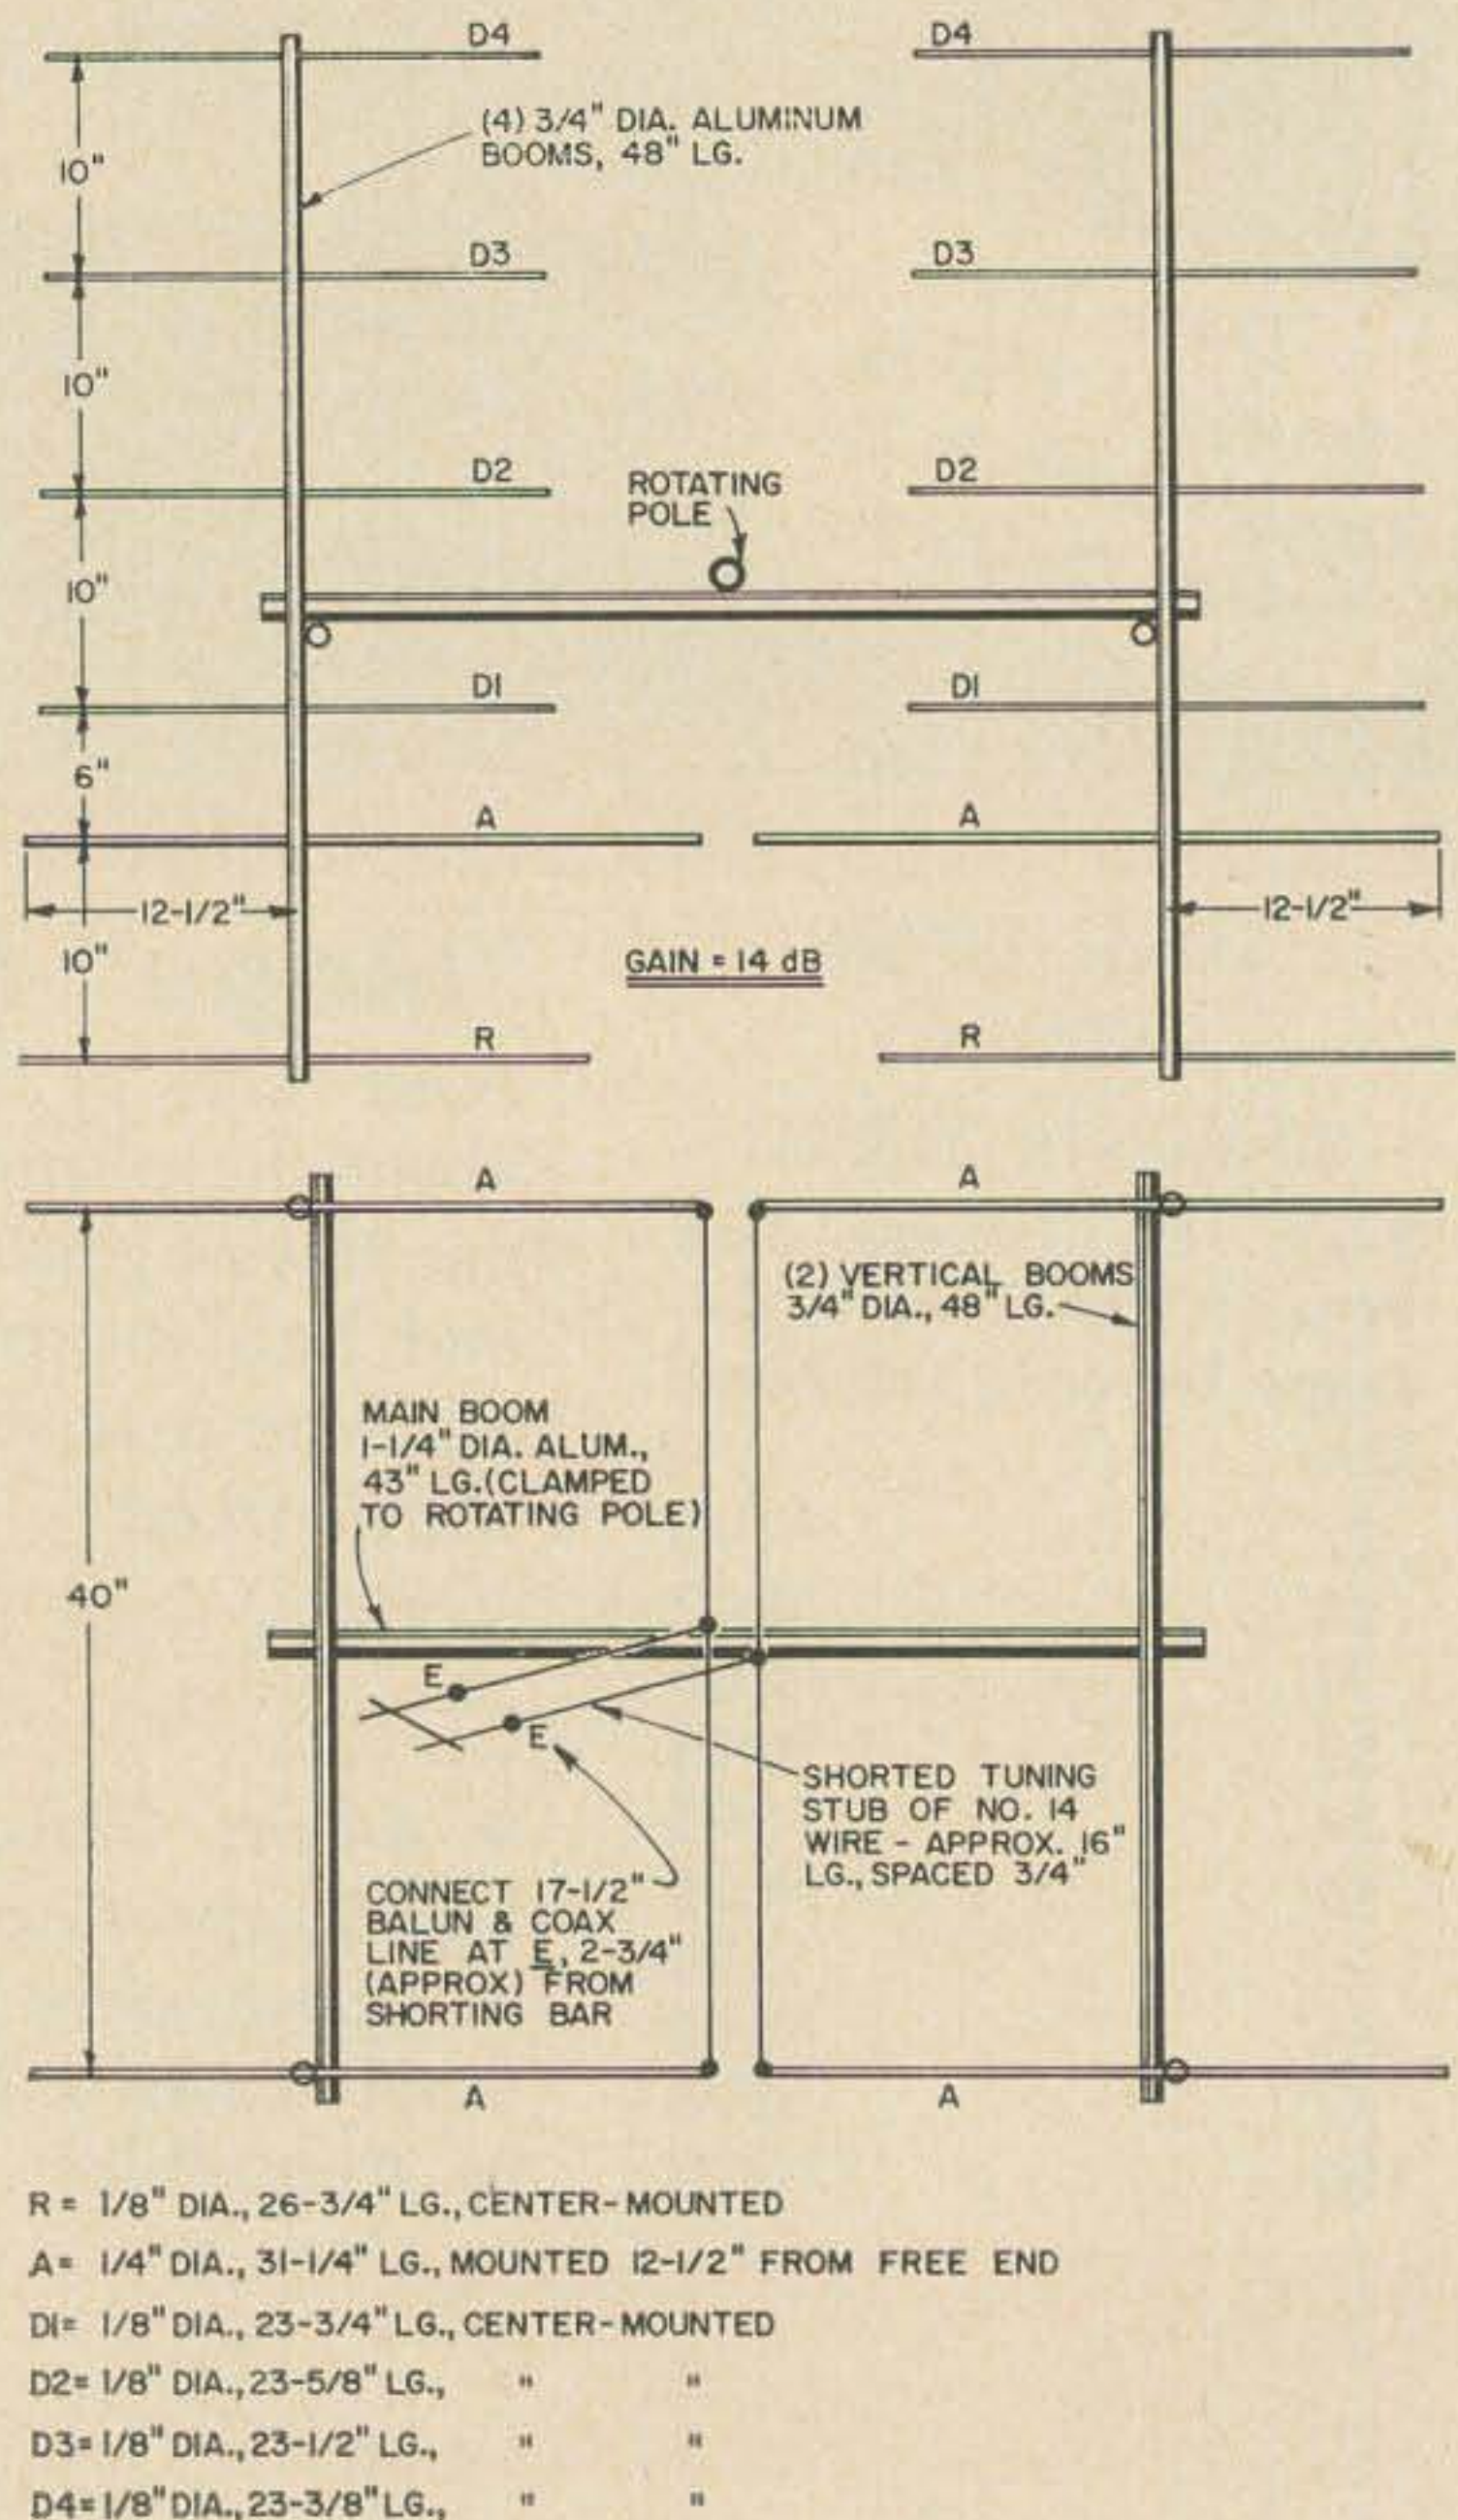 D4 D4
(4) 3/4" DIA. ALUMINUM
BOOMS, 48" LG.
10"
D3 D3
10"
D2 D2
ROTATING
POLE
10"
D1 D1
6"
A A
12-1/2" 12-1/2"
10"
GAIN = 14 dB
R R
A A
(2) VERTICAL BOOMS
3/4" DIA., 48" LG.
MAIN BOOM
1-1/4" DIA. ALUM.,
43" LG.(CLAMPED
TO ROTATING POLE)
40"
E
E
SHORTED TUNING
STUB OF NO. 14
WIRE - APPROX. 16"
LG., SPACED 3/4"
CONNECT 17-1/2"
BALUN & COAX
LINE AT E, 2-3/4"
(APPROX) FROM
SHORTING BAR
A A
R = 1/8" DIA., 26-3/4" LG., CENTER-MOUNTED
A = 1/4" DIA., 31-1/4" LG., MOUNTED 12-1/2" FROM FREE END
D1= 1/8" DIA., 23-3/4" LG., CENTER-MOUNTED
D2= 1/8" DIA., 23-5/8" LG., " "
D3= 1/8" DIA., 23-1/2" LG., " "
D4= 1/8" DIA., 23-3/8" LG., " "